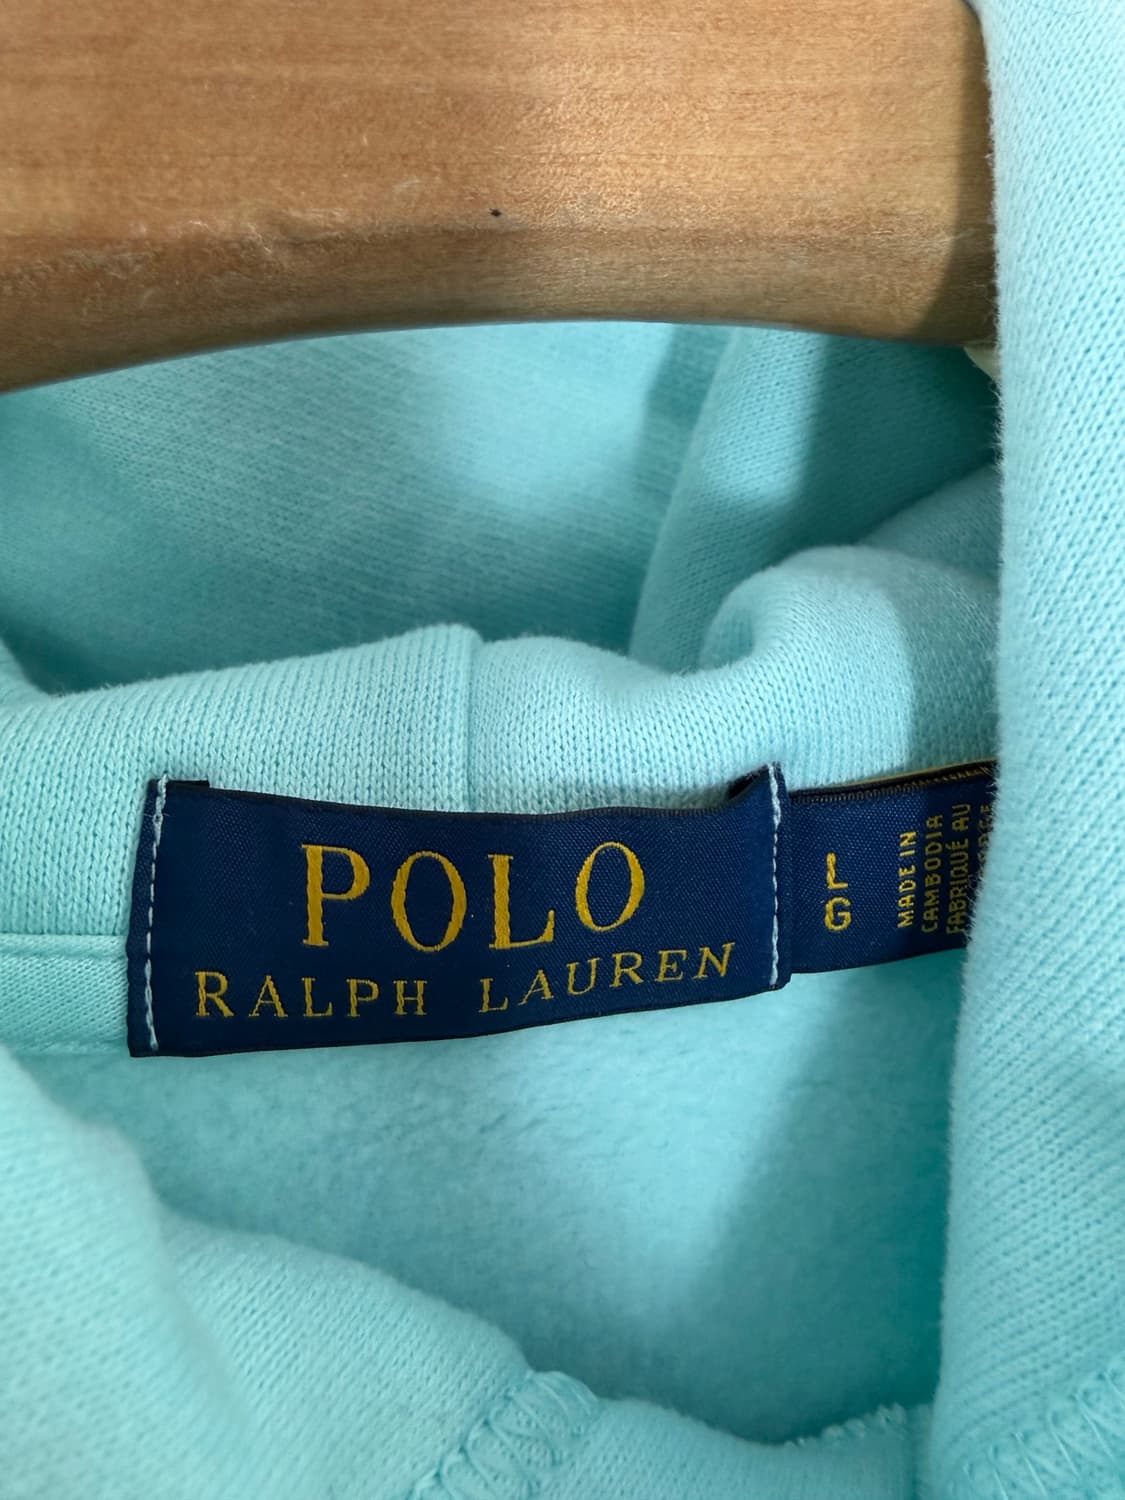 POLO
RALPH LAUREN
L
G
MADE IN
CAMBODIA
FABRIQUÉ AU